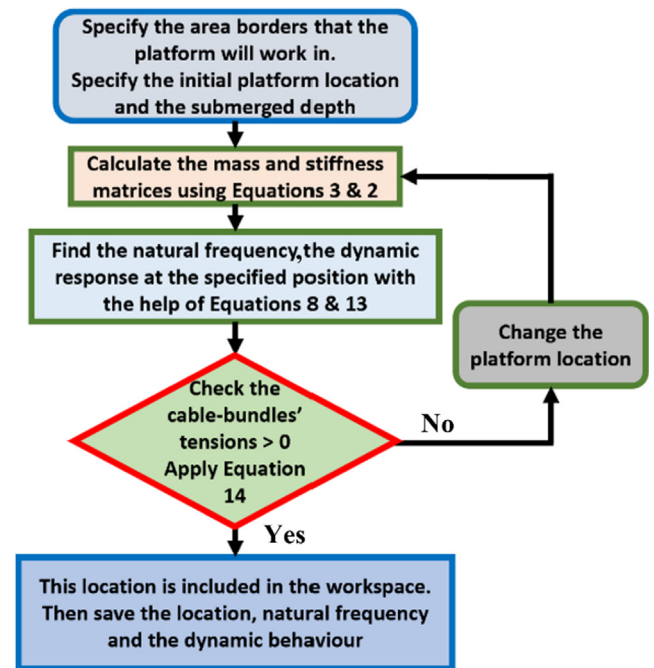 Specify the area borders that the
platform will work in.
Specify the initial platform location
and the submerged depth
Calculate the mass and stiffness
matrices using Equations 3 & 2
Find the natural frequency,the dynamic
response at the specified position with
the help of Equations 8 & 13
Change the
platform location
Check the
cable-bundles’
tensions > 0
Apply Equation
14
No
Yes
This location is included in the workspace.
Then save the location, natural frequency
and the dynamic behaviour